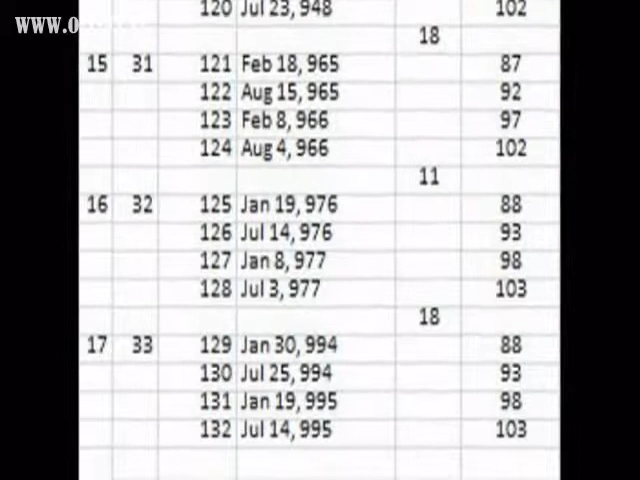 120 Jul 23, 948 102
18
15 31 121 Feb 18, 965 87
122 Aug 15, 965 92
123 Feb 8, 966 97
124 Aug 4, 966 102
11
16 32 125 Jan 19, 976 88
126 Jul 14, 976 93
127 Jan 8, 977 98
128 Jul 3, 977 103
18
17 33 129 Jan 30, 994 88
130 Jul 25, 994 93
131 Jan 19, 995 98
132 Jul 14, 995 103